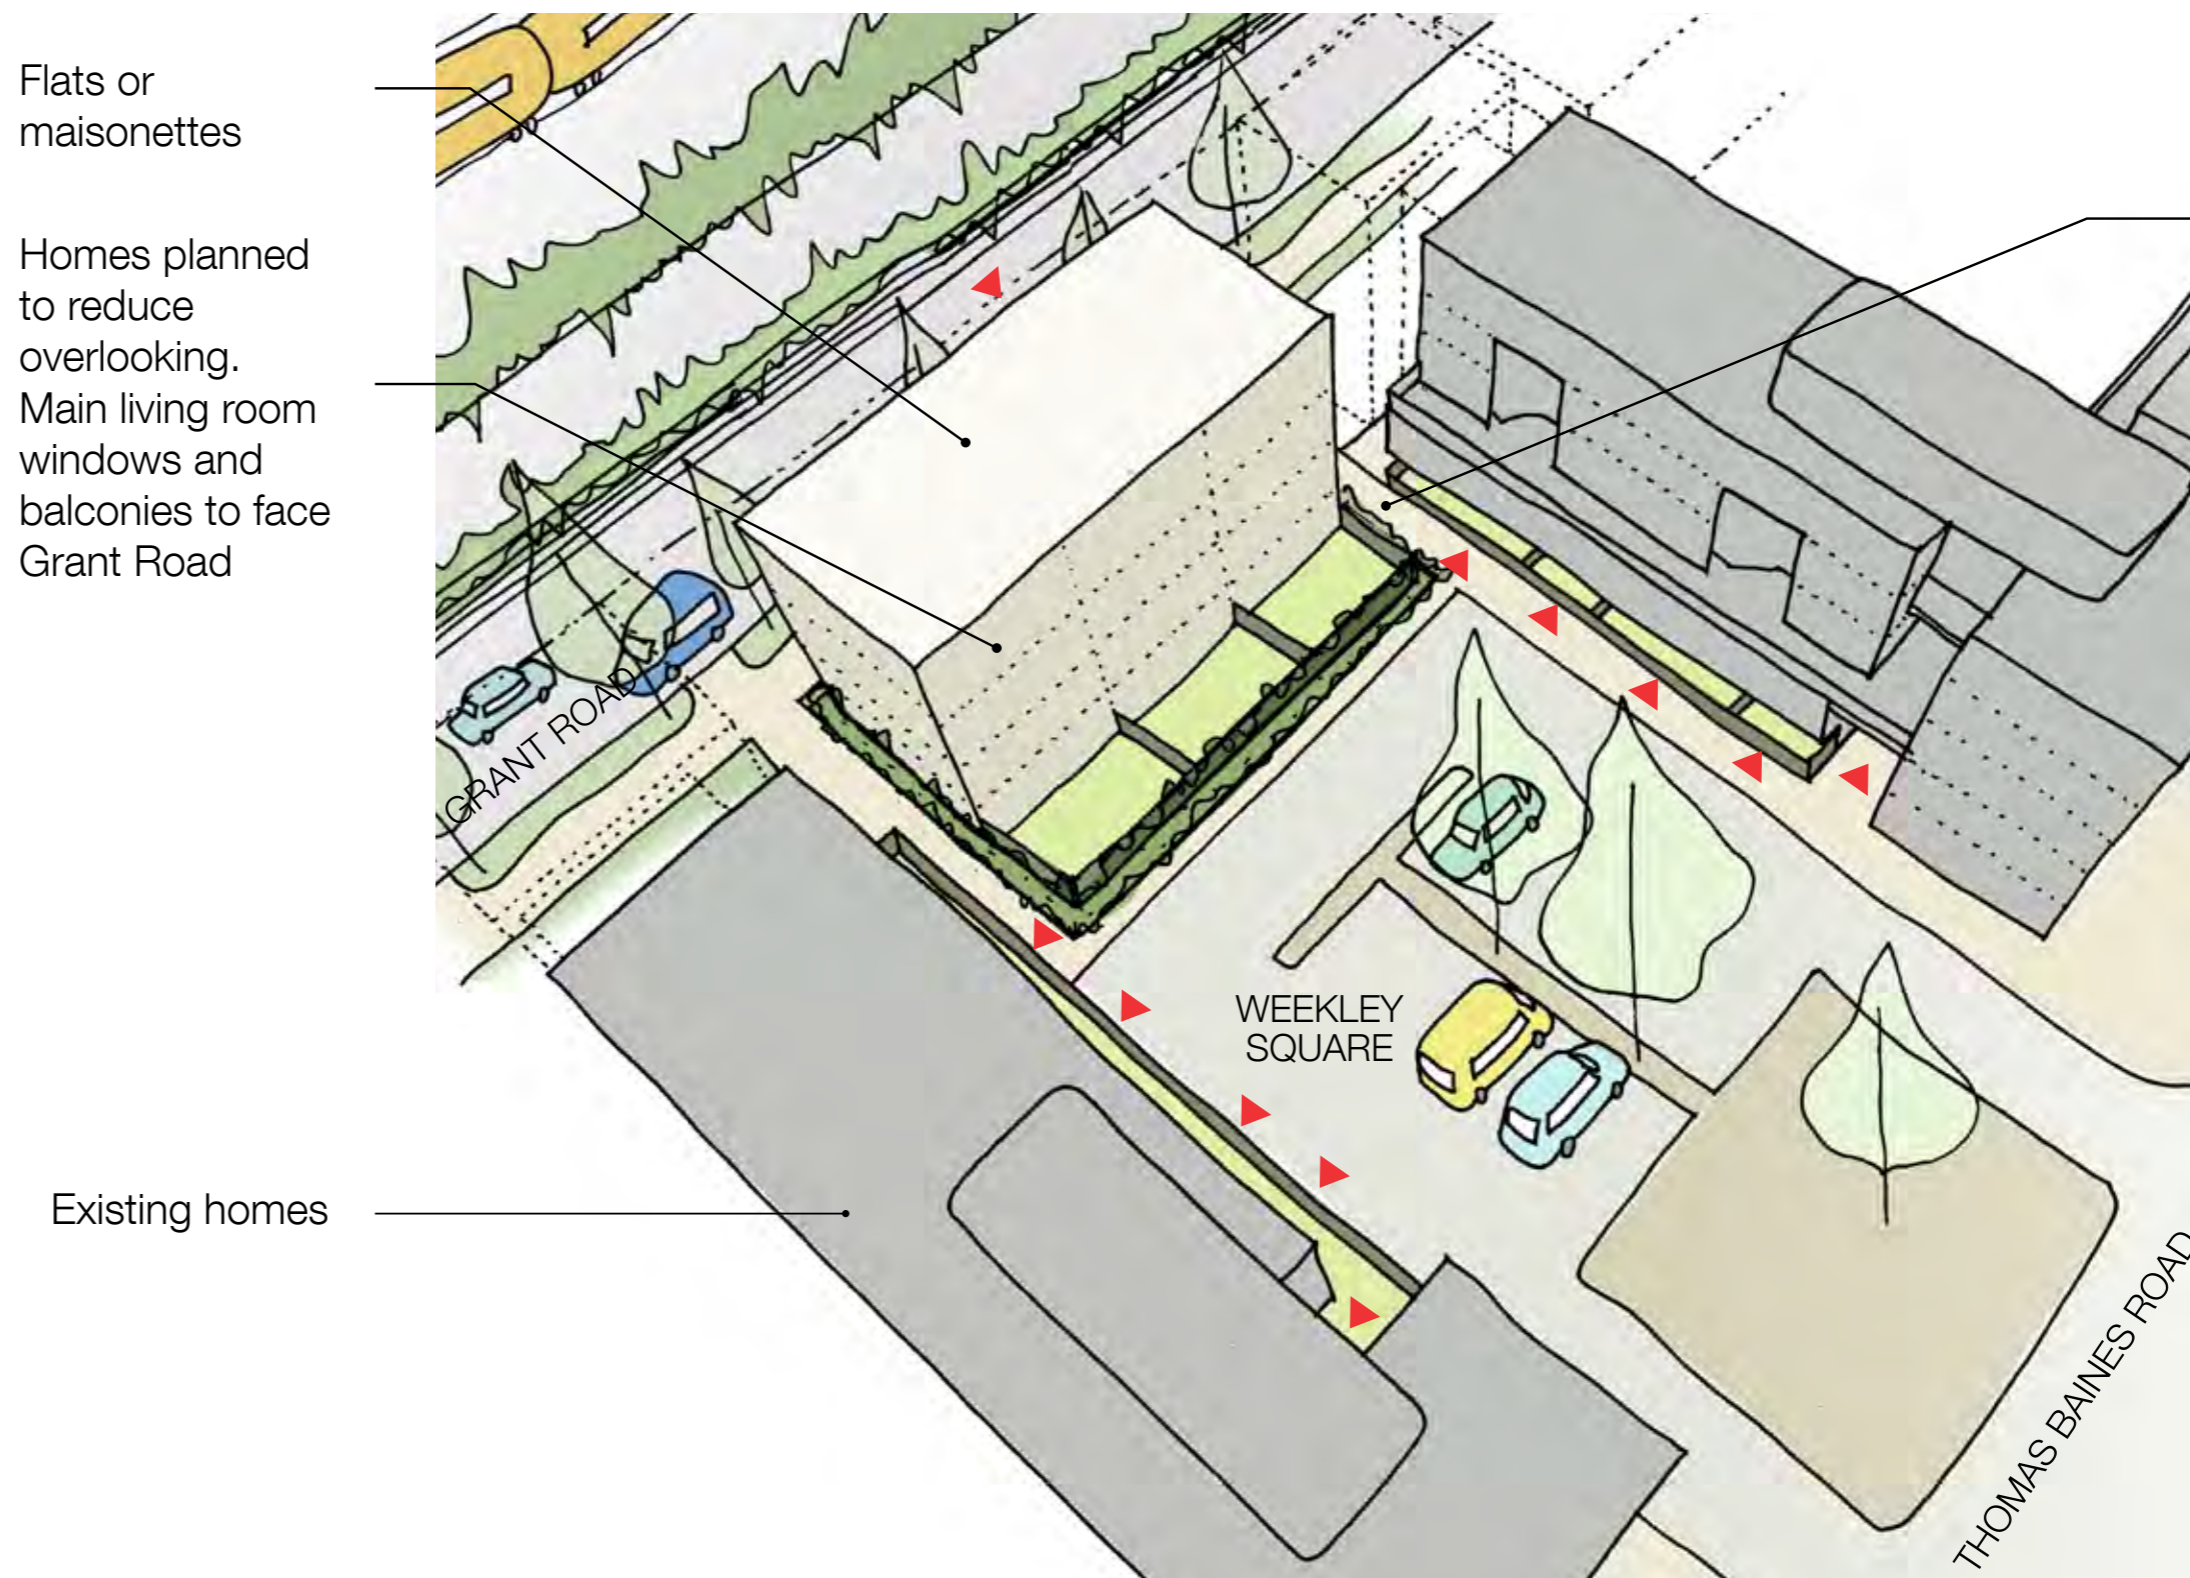 Flats or
maisonettes
Homes planned
to reduce
overlooking.
Main living room
windows and
balconies to face
Grant Road
GRANT ROAD
WEEKLEY
SQUARE
Existing homes
THOMAS BAINES ROAD